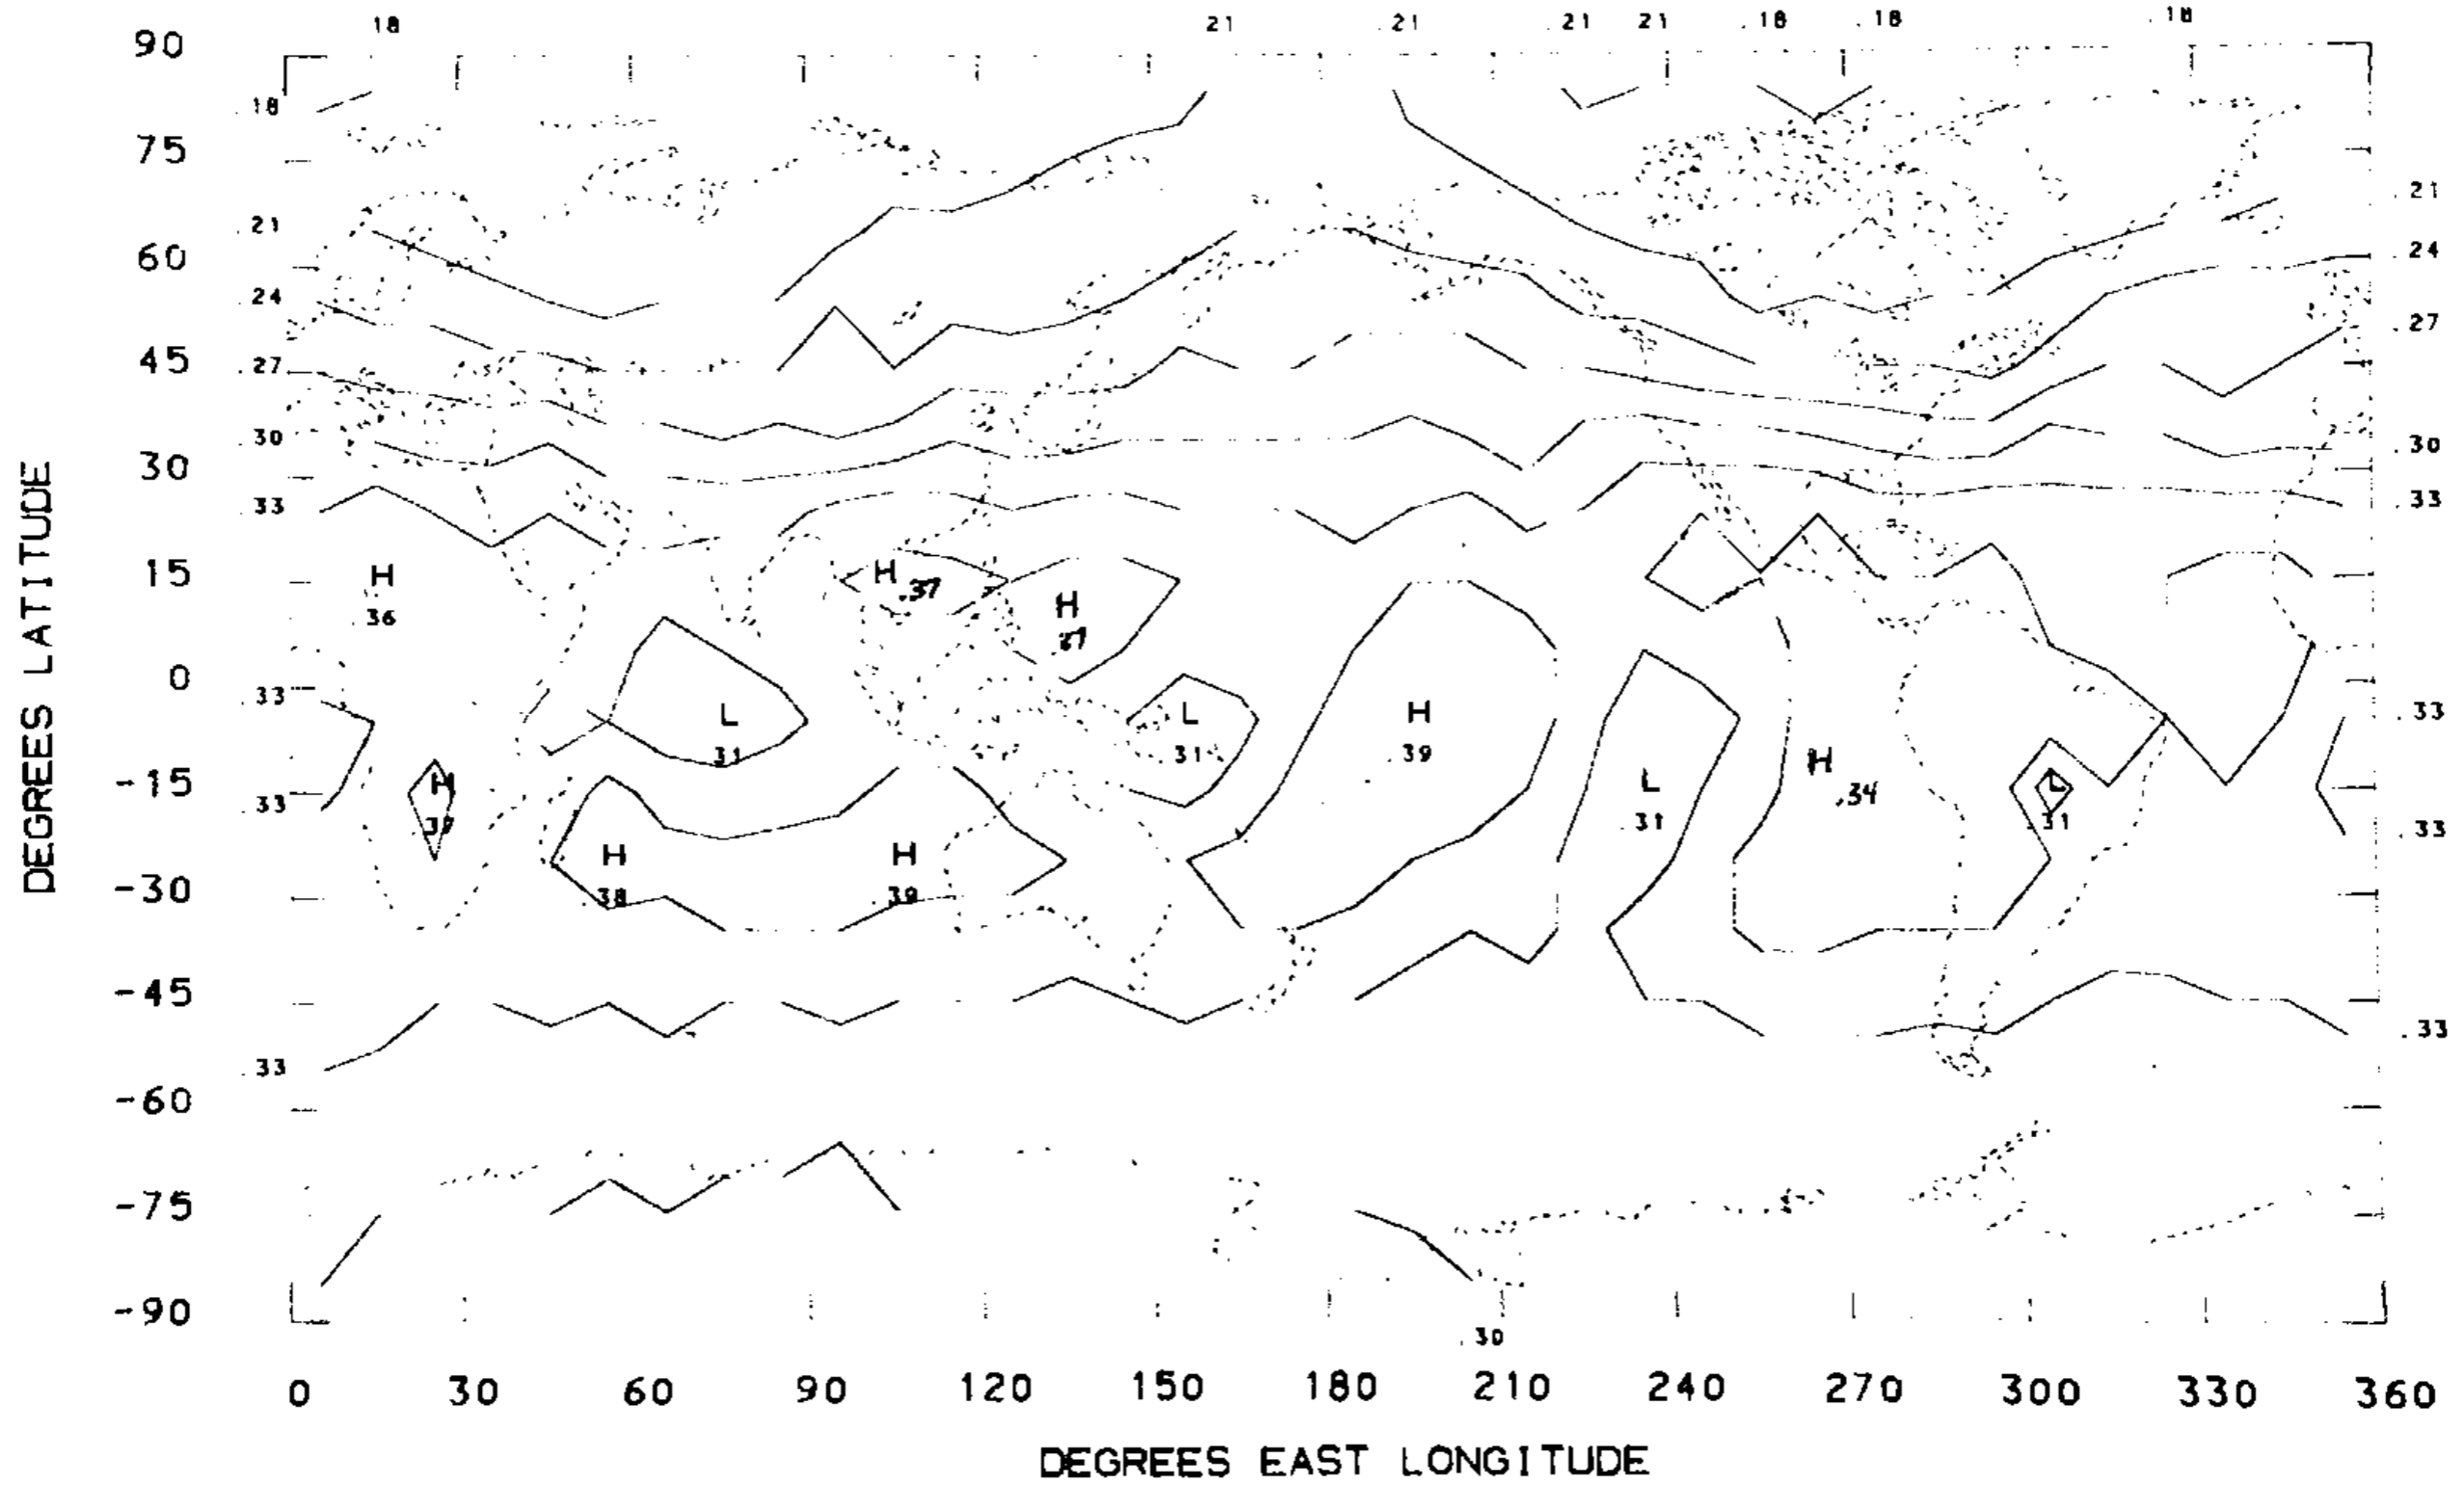 18 21 .21 .21 21 .18 .18 .18
90
.18
75
.21
.21
60 .24
.24
.27
45 .27
.30 .30
30
.33 .33
15 H H .37
H
.36 .37
0
.33 L L H .33
.31 .31 .39 H
-15 H L .34 L
.33 .37 .31 .31 .33
H H
-30 .38 .39
-45
.33
.33
-60
-75
-90
.30
0 30 60 90 120 150 180 210 240 270 300 330 360
DEGREES EAST LONGITUDE
DEGREES LATITUDE